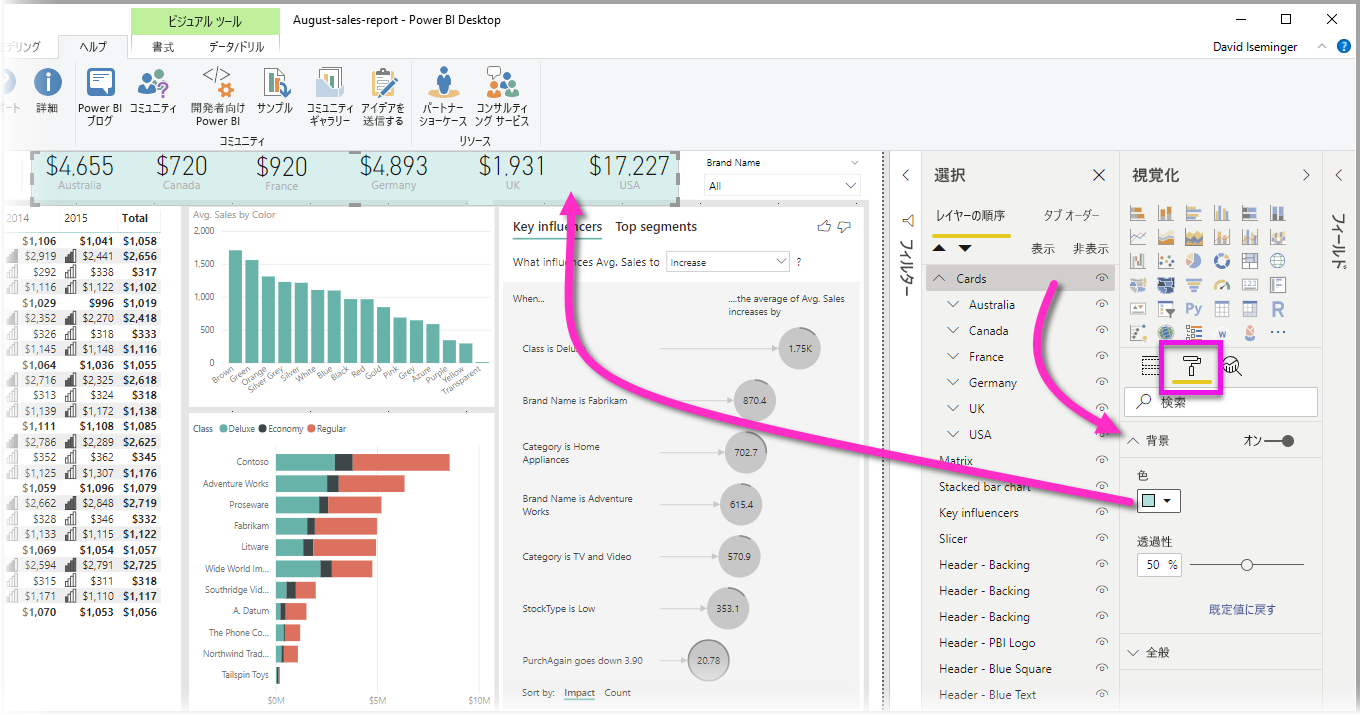 ビジュアル ツール
August-sales-report - Power BI Desktop
デリング
ヘルプ
書式
データ/ドリル
David Iseminger
?
ート
詳細
Power BI
ブログ
コミュニティ
開発者向け
Power BI
サンプル
コミュニティ
ギャラリー
アイデアを
送信する
パートナー
ショーケース
コンサルティ
ング サービス
コミュニティ
リソース
$4,655
$720
$920
$4,893
$1,931
$17,227
Australia
Canada
France
Germany
UK
USA
Brand Name
All
2014 2015 Total
$1,106 $1,041 $1,058
$2,919 $2,441 $2,656
$292 $338 $317
$1,116 $1,122 $1,102
$1,029 $996 $1,019
$2,352 $2,270 $2,418
$326 $318 $333
$1,145 $1,148 $1,116
$1,064 $1,036 $1,055
$2,716 $2,325 $2,618
$313 $324 $318
$1,139 $1,172 $1,138
$1,111 $1,108 $1,085
$2,786 $2,289 $2,625
$352 $362 $345
$1,125 $1,307 $1,176
$1,059 $1,096 $1,079
$2,662 $2,848 $2,719
$328 $346 $332
$1,133 $1,115 $1,122
$1,069 $1,054 $1,057
$2,594 $2,791 $2,725
$315 $311 $318
$1,171 $1,110 $1,117
$1,070 $1,053 $1,056
Avg. Sales by Color
2,000
1,500
1,000
500
0
Brown
Green
Orange
Silver Grey
Silver
White
Blue
Black
Red
Gold
Pink
Grey
Azure
Purple
Yellow
Transparent
Class Deluxe Economy Regular
Contoso
Adventure Works
Proseware
Fabrikam
Litware
Wide World Im...
Southridge Vid...
A. Datum
The Phone Co...
Northwind Trad...
Tailspin Toys
$0M $5M $10M
Key influencers
Top segments
What influences Avg. Sales to
Increase
?
When...
....the average of Avg. Sales
increases by
Class is Deluxe
1.75K
Brand Name is Fabrikam
870.4
Category is Home
Appliances
702.7
Brand Name is Adventure
Works
615.4
Category is TV and Video
570.9
StockType is Low
353.1
PurchAgain goes down 3.90
20.78
Sort by: Impact Count
フィルター
選択
レイヤーの順序
タブ オーダー
表示
非表示
Cards
Australia
Canada
France
Germany
UK
USA
Matrix
Stacked bar chart
Key influencers
Slicer
Header - Backing
Header - Backing
Header - Backing
Header - PBI Logo
Header - Blue Square
Header - Blue Text
視覚化
123
Py
R
W
検索
背景
オン
色
透過性
50 %
既定値に戻す
全般
フィールド